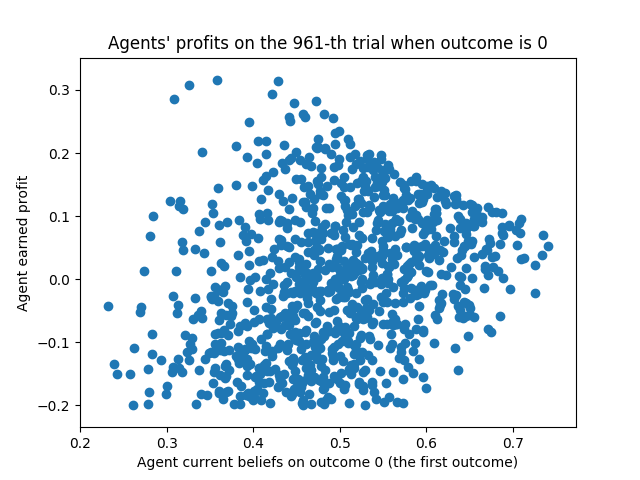 Agents' profits on the 961-th trial when outcome is 0
Agent earned profit
0.3
0.2
0.1
0.0
−0.1
−0.2
0.2 0.3 0.4 0.5 0.6 0.7
Agent current beliefs on outcome 0 (the first outcome)